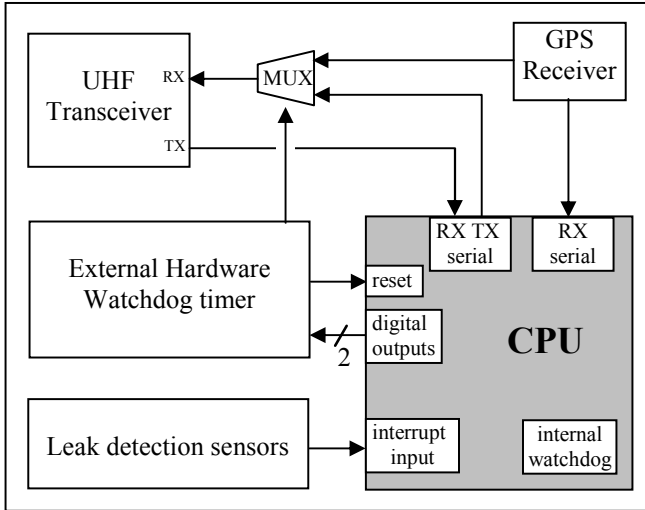 UHF
Transceiver
RX
TX
MUX
GPS
Receiver
External Hardware
Watchdog timer
RX TX
serial
RX
serial
reset
digital
outputs
2
CPU
Leak detection sensors
interrupt
input
internal
watchdog